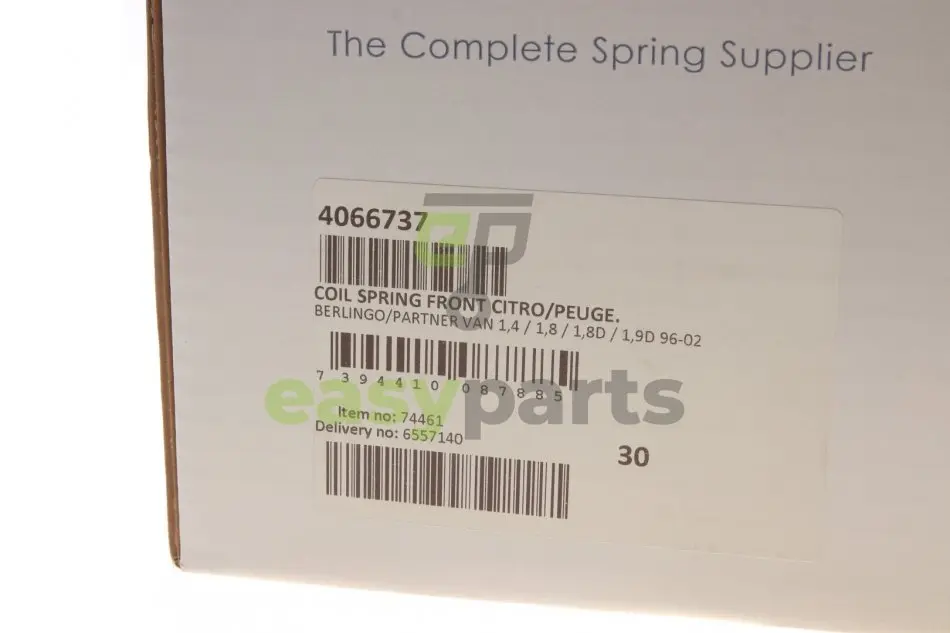 The Complete Spring Supplier
4066737
COIL SPRING FRONT CITRO/PEUGE.
BERLINGO/PARTNER VAN 1,4 / 1,8 / 1,8D / 1,9D 96-02
7 394410 087885
easyparts
Item no: 74461
Delivery no: 6557140
30